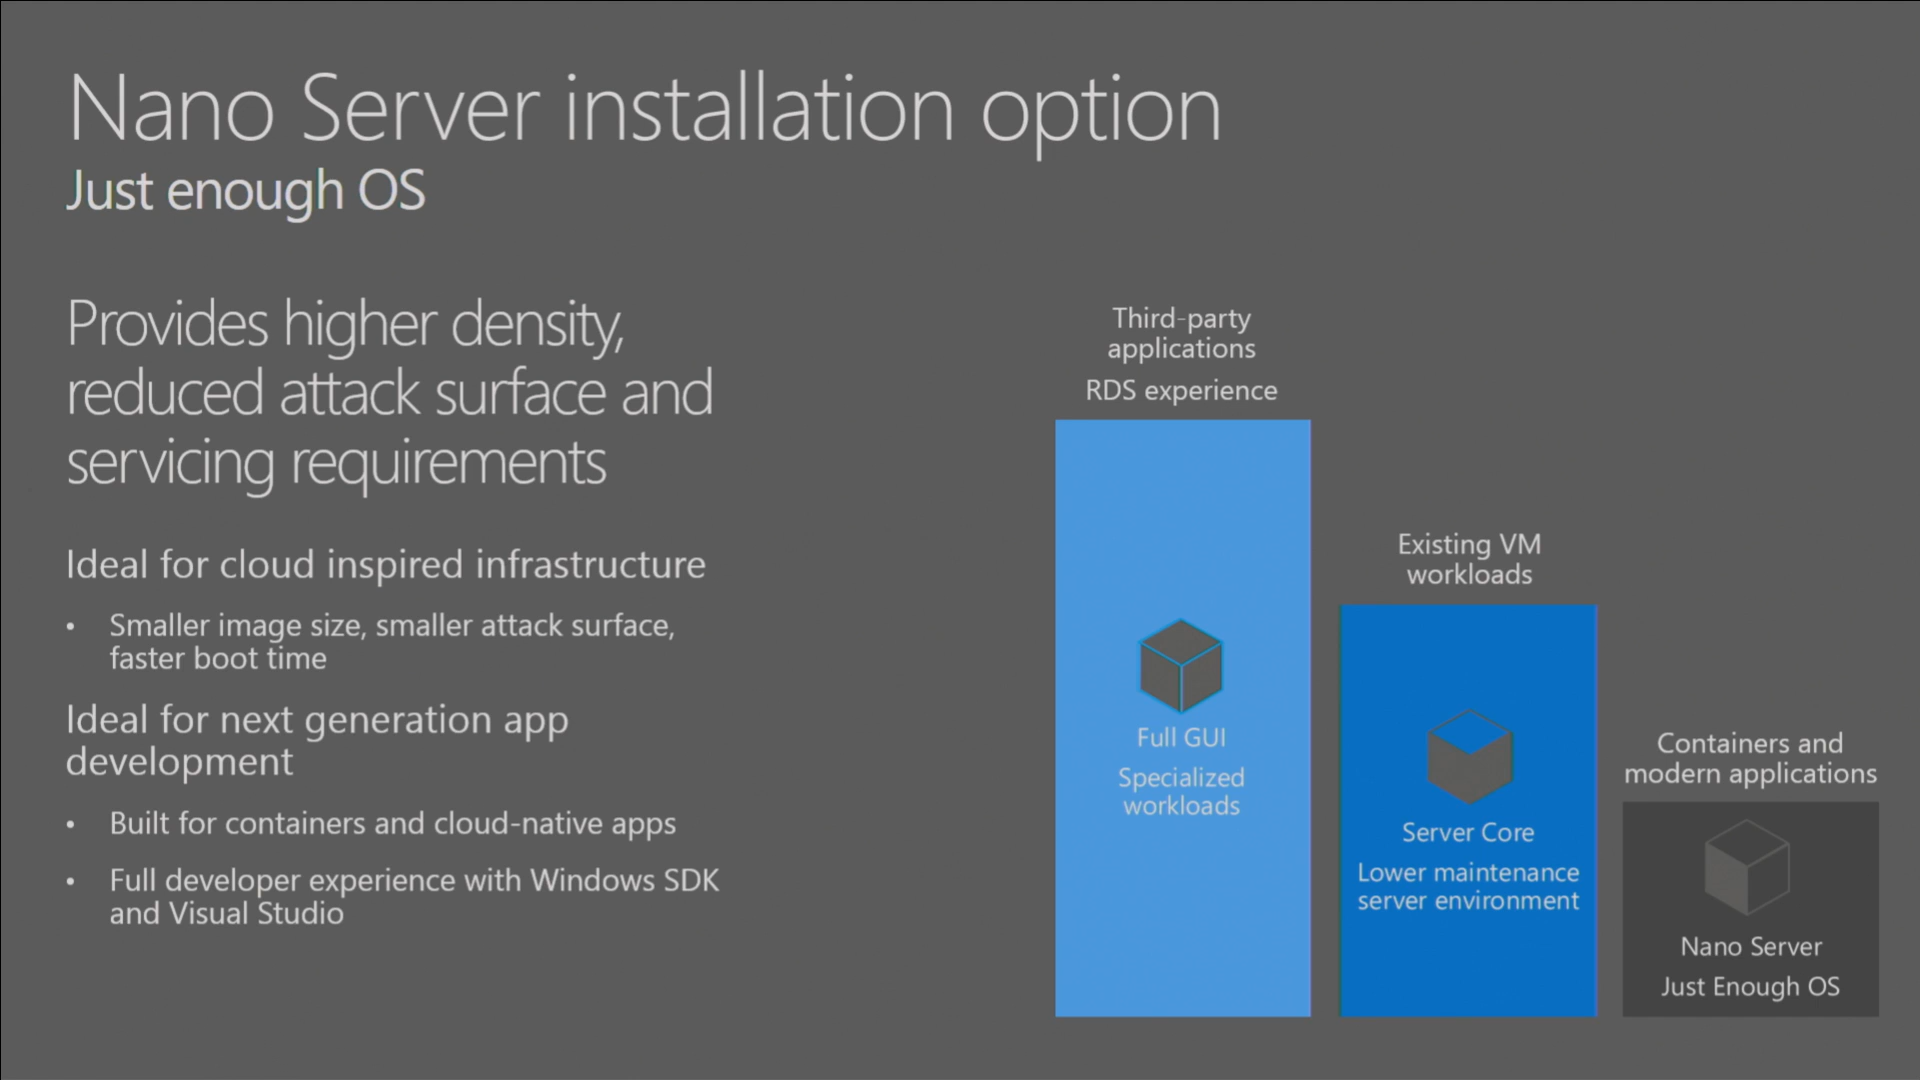 Nano Server installation option
Just enough OS
Provides higher density,
reduced attack surface and
servicing requirements
Ideal for cloud inspired infrastructure
• Smaller image size, smaller attack surface,
faster boot time
Ideal for next generation app
development
• Built for containers and cloud-native apps
• Full developer experience with Windows SDK
and Visual Studio
Third-party
applications
RDS experience
Full GUI
Specialized
workloads
Existing VM
workloads
Server Core
Lower maintenance
server environment
Containers and
modern applications
Nano Server
Just Enough OS